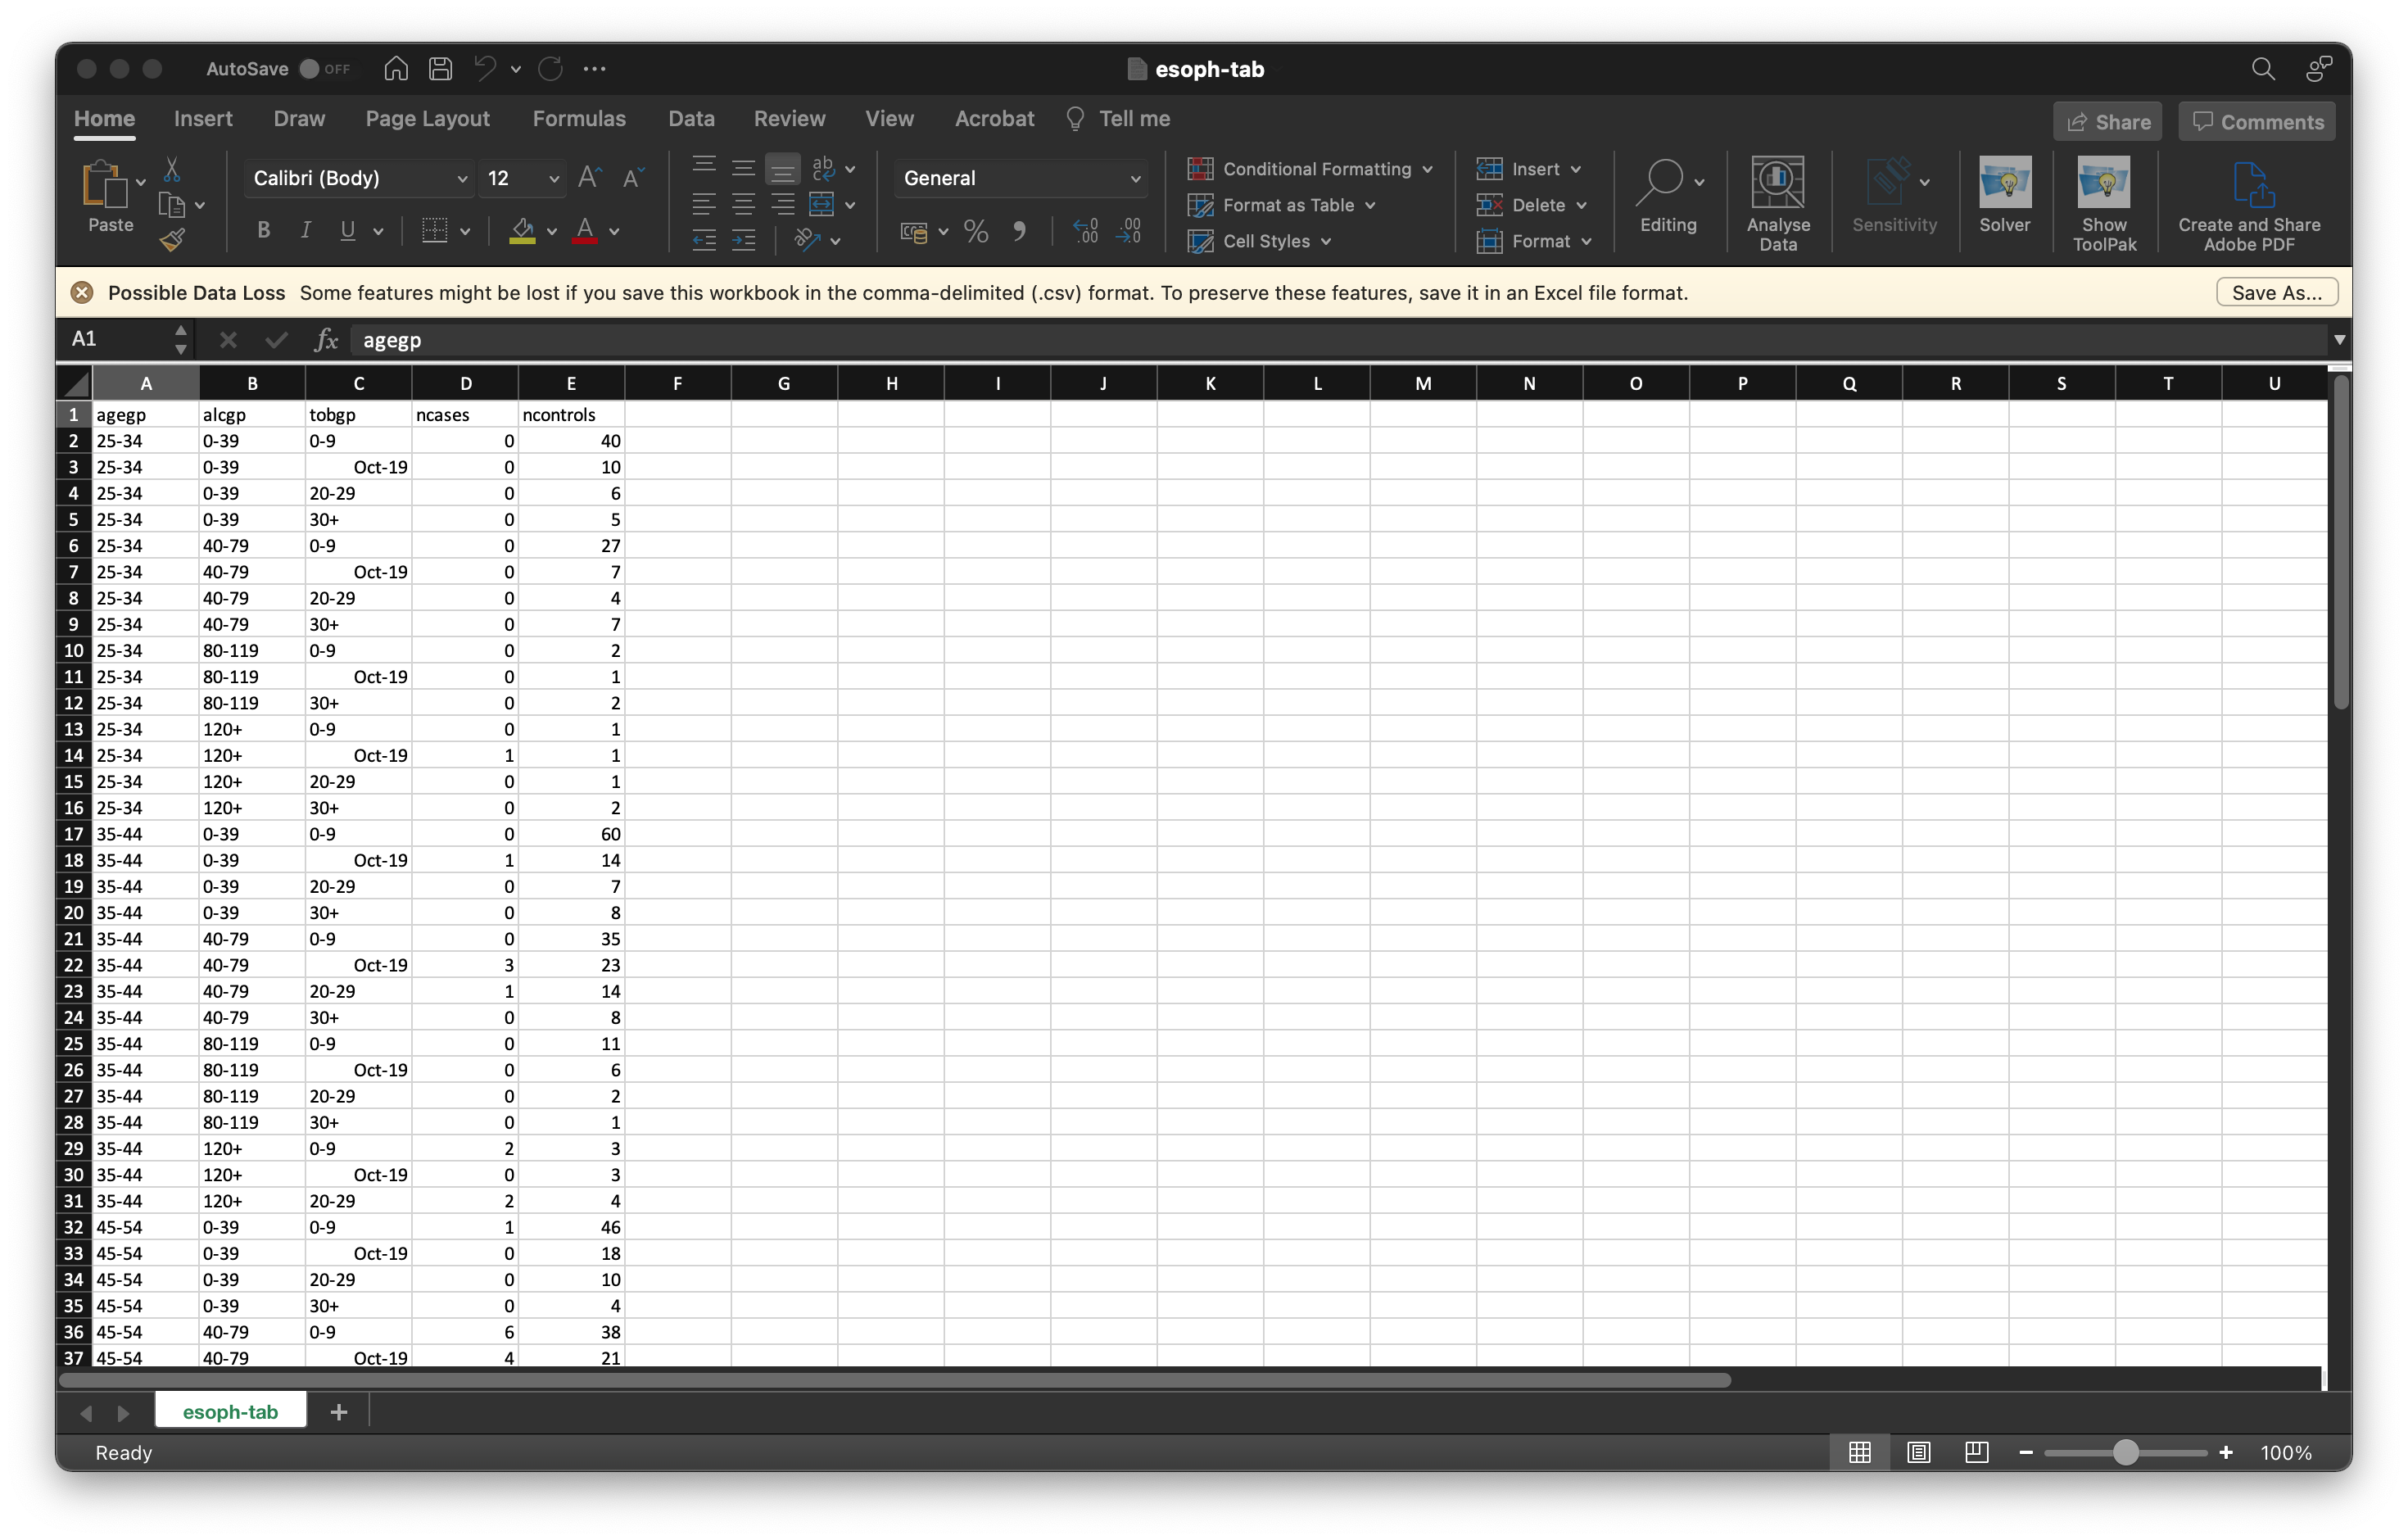 AutoSave OFF esoph-tab
Home Insert Draw Page Layout Formulas Data Review View Acrobat Tell me Share Comments
Paste Calibri (Body) 12 General Conditional Formatting Format as Table Cell Styles Insert Delete Format Editing Analyse Data Sensitivity Solver Show ToolPak Create and Share Adobe PDF
Possible Data Loss Some features might be lost if you save this workbook in the comma-delimited (.csv) format. To preserve these features, save it in an Excel file format. Save As...
A1 fx agegp
A B C D E F G H I J K L M N O P Q R S T U
1 agegp alcgp tobgp ncases ncontrols
2 25-34 0-39 0-9 0 40
3 25-34 0-39 Oct-19 0 10
4 25-34 0-39 20-29 0 6
5 25-34 0-39 30+ 0 5
6 25-34 40-79 0-9 0 27
7 25-34 40-79 Oct-19 0 7
8 25-34 40-79 20-29 0 4
9 25-34 40-79 30+ 0 7
10 25-34 80-119 0-9 0 2
11 25-34 80-119 Oct-19 0 1
12 25-34 80-119 30+ 0 2
13 25-34 120+ 0-9 0 1
14 25-34 120+ Oct-19 1 1
15 25-34 120+ 20-29 0 1
16 25-34 120+ 30+ 0 2
17 35-44 0-39 0-9 0 60
18 35-44 0-39 Oct-19 1 14
19 35-44 0-39 20-29 0 7
20 35-44 0-39 30+ 0 8
21 35-44 40-79 0-9 0 35
22 35-44 40-79 Oct-19 3 23
23 35-44 40-79 20-29 1 14
24 35-44 40-79 30+ 0 8
25 35-44 80-119 0-9 0 11
26 35-44 80-119 Oct-19 0 6
27 35-44 80-119 20-29 0 2
28 35-44 80-119 30+ 0 1
29 35-44 120+ 0-9 2 3
30 35-44 120+ Oct-19 0 3
31 35-44 120+ 20-29 2 4
32 45-54 0-39 0-9 1 46
33 45-54 0-39 Oct-19 0 18
34 45-54 0-39 20-29 0 10
35 45-54 0-39 30+ 0 4
36 45-54 40-79 0-9 6 38
37 45-54 40-79 Oct-19 4 21
esoph-tab
Ready 100%